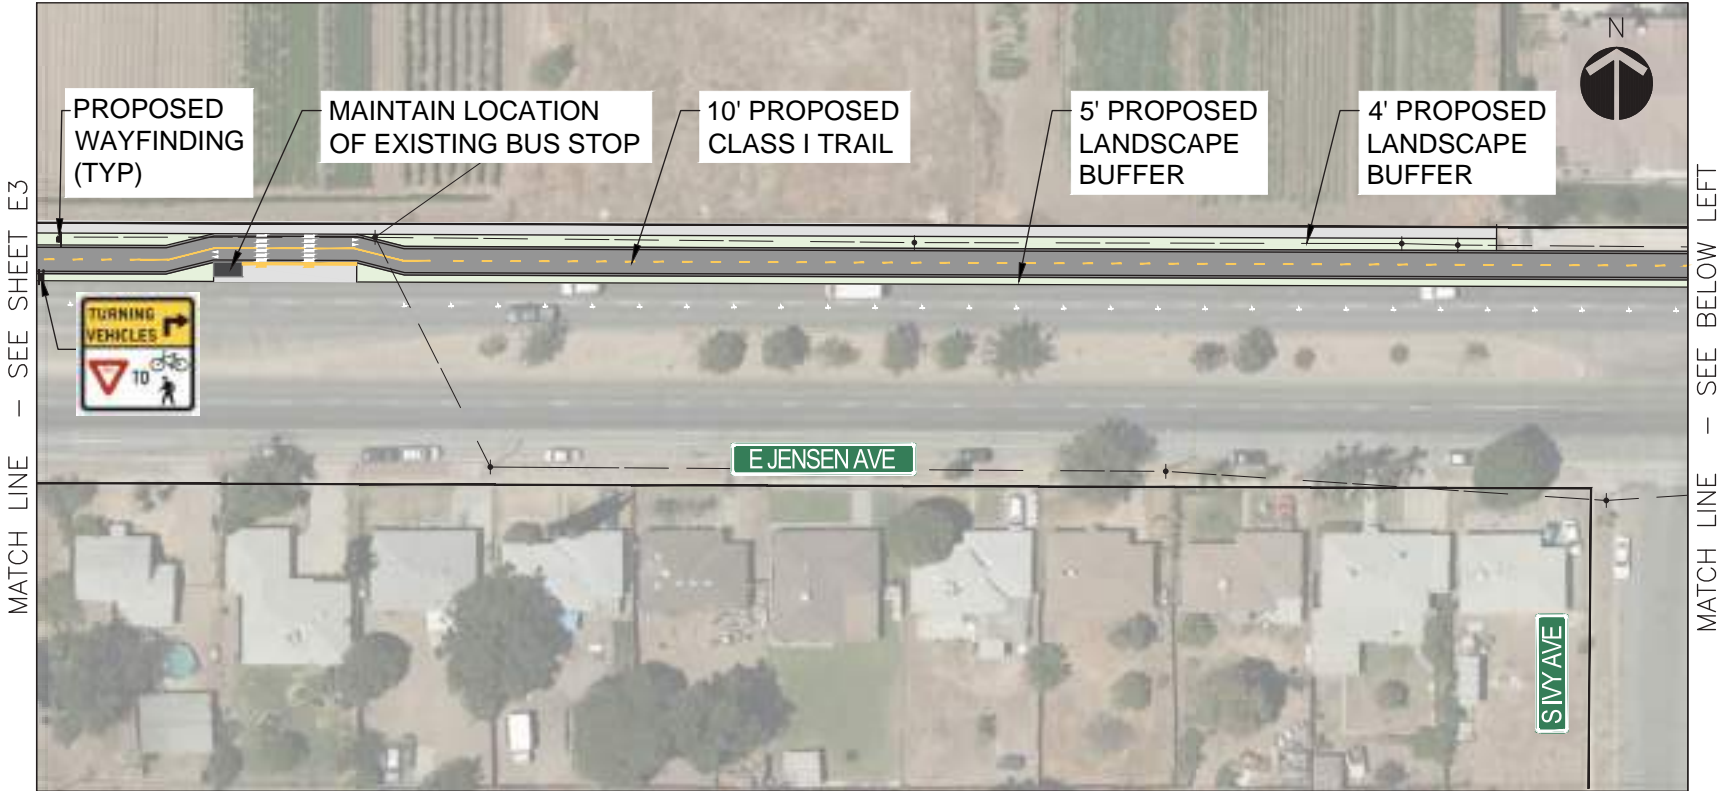 N
PROPOSED
WAYFINDING
(TYP)
MAINTAIN LOCATION
OF EXISTING BUS STOP
10' PROPOSED
CLASS I TRAIL
5' PROPOSED
LANDSCAPE
BUFFER
4' PROPOSED
LANDSCAPE
BUFFER
MATCH LINE – SEE SHEET E3
MATCH LINE – SEE BELOW LEFT
TURNING
VEHICLES
TO
E JENSEN AVE
S IVY AVE